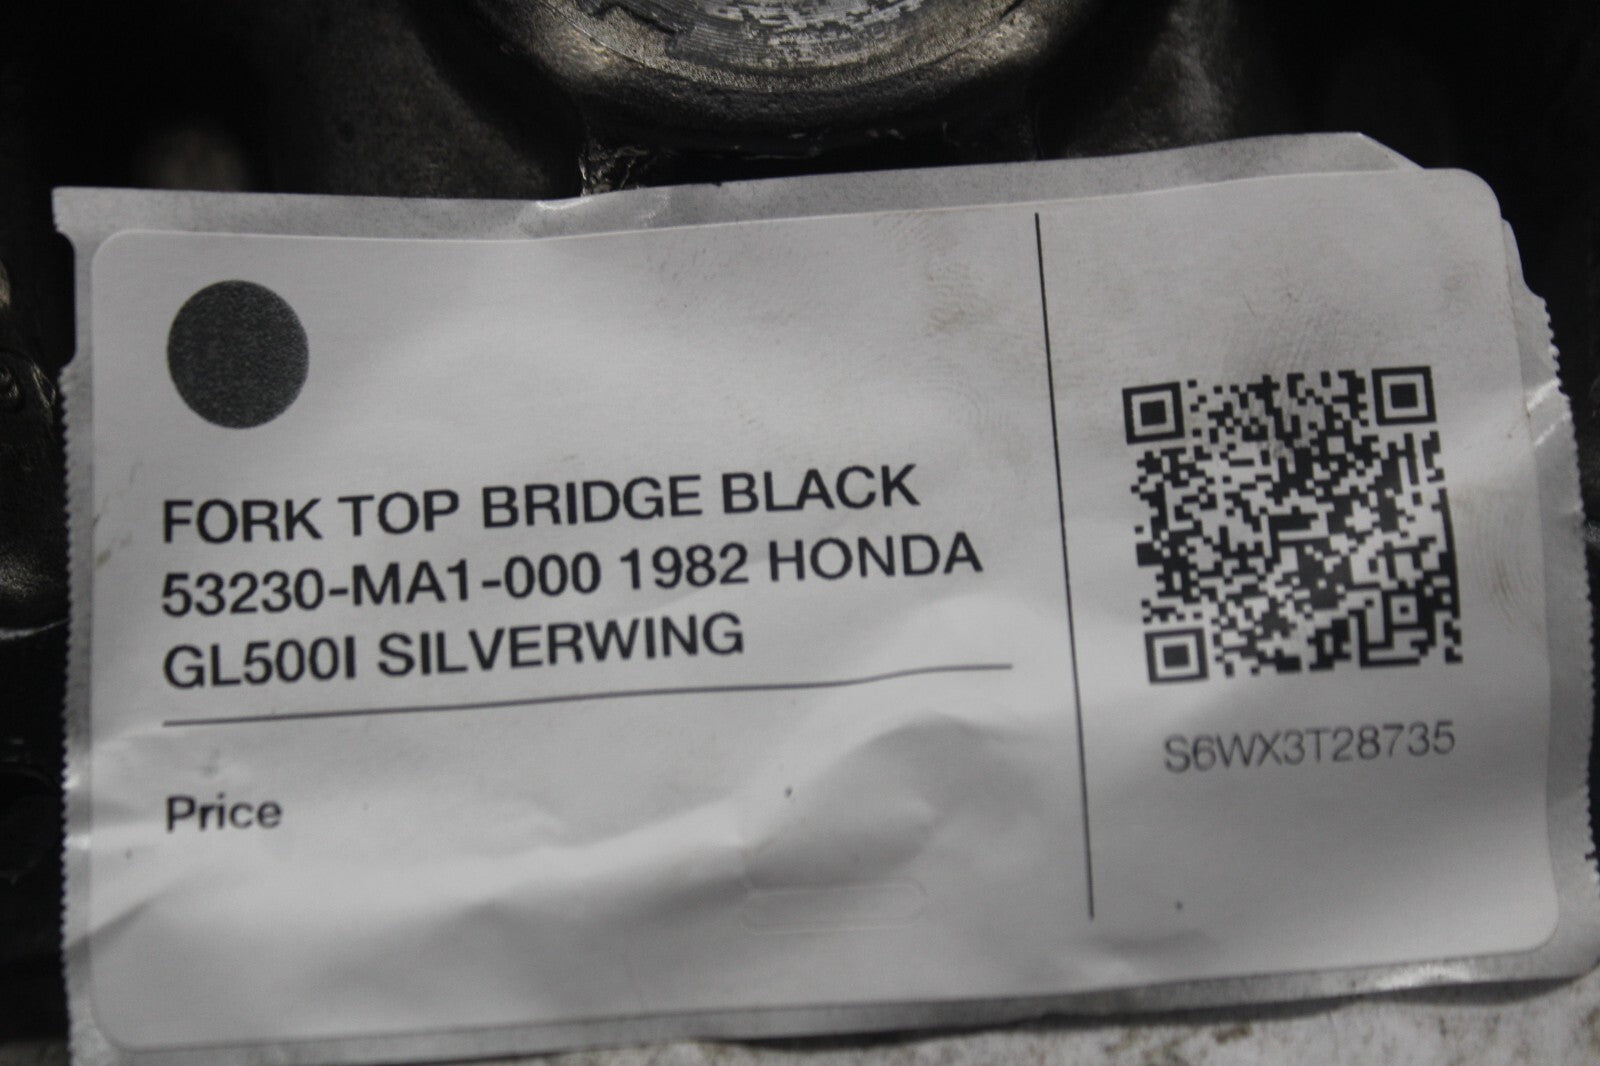 FORK TOP BRIDGE BLACK
53230-MA1-000 1982 HONDA
GL500I SILVERWING
Price
S6WX3T28735